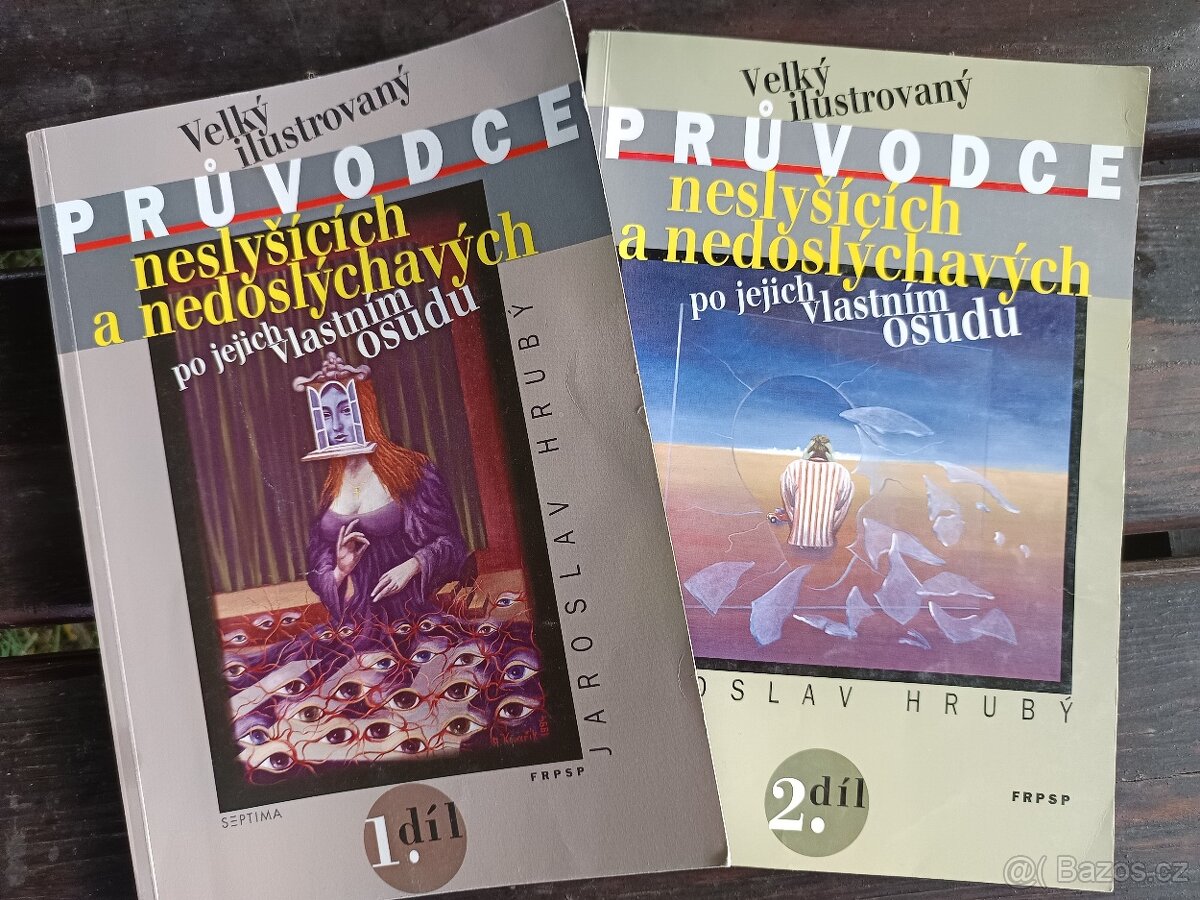 Velký
ilustrovaný
PRŮVODCE
neslyšících
a nedoslýchavých
po jejich vlastním
osudu
JAROSLAV HRUBÝ
FRPSP
SEPTIMA
1. díl
Velký
ilustrovaný
PRŮVODCE
neslyšících
a nedoslýchavých
po jejich vlastním
osudu
OSLAV HRUBÝ
2. díl
FRPSP
@( Bazos.cz